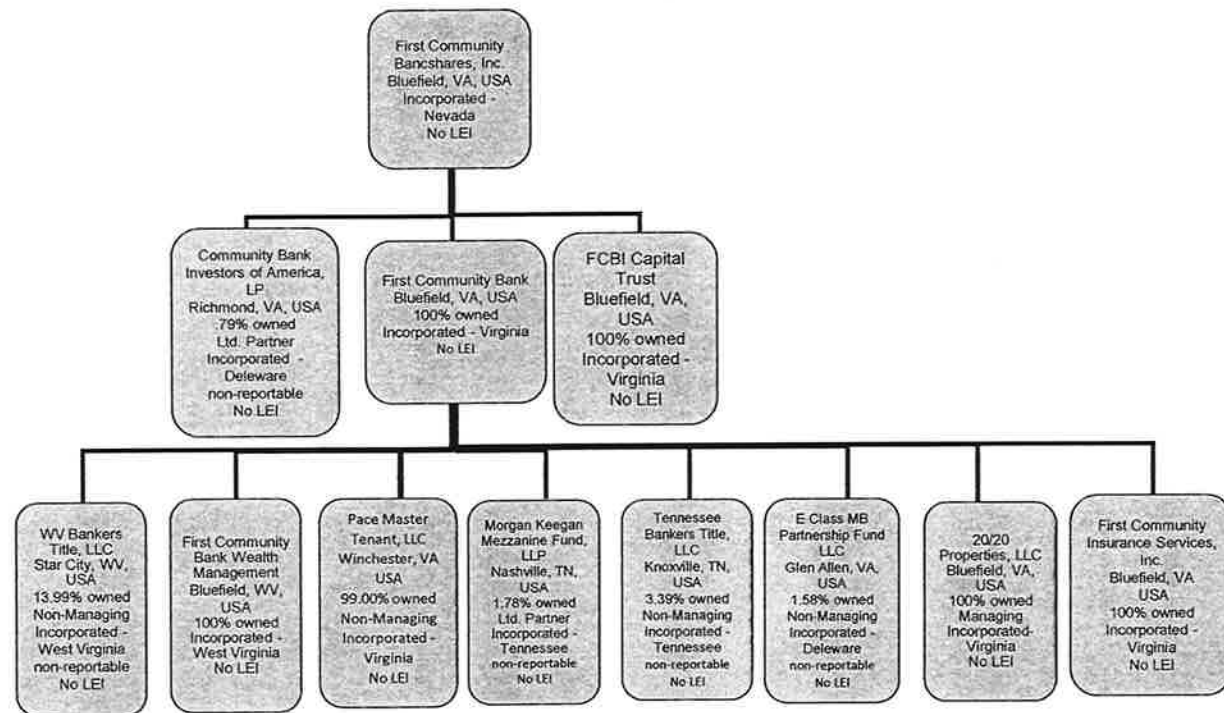 First Community
Bancshares, Inc.
Bluefield, VA, USA
Incorporated -
Nevada
No LEI
Community Bank
Investors of America,
LP
Richmond, VA, USA
.79% owned
Ltd. Partner
Incorporated -
Deleware
non-reportable
No LEI
First Community Bank
Bluefield, VA, USA
100% owned
Incorporated - Virginia
No LEI
FCBI Capital
Trust
Bluefield, VA,
USA
100% owned
Incorporated -
Virginia
No LEI
WV Bankers
Title, LLC
Star City, WV,
USA
13.99% owned
Non-Managing
Incorporated -
West Virginia
non-reportable
No LEI
First Community
Bank Wealth
Management
Bluefield, WV,
USA
100% owned
Incorporated -
West Virginia
No LEI
Pace Master
Tenant, LLC
Winchester, VA
USA
99.00% owned
Non-Managing
Incorporated -
Virginia
No LEI
Morgan Keegan
Mezzanine Fund,
LLP
Nashville, TN,
USA
1.78% owned
Ltd. Partner
Incorporated -
Tennessee
non-reportable
No LEI
Tennessee
Bankers Title,
LLC
Knoxville, TN,
USA
3.39% owned
Non-Managing
Incorporated -
Tennessee
non-reportable
No LEI
E Class MB
Partnership Fund
LLC
Glen Allen, VA,
USA
1.58% owned
Non-Managing
Incorporated -
Deleware
non-reportable
No LEI
20/20
Properties, LLC
Bluefield, VA,
USA
100% owned
Managing
Incorporated-
Virginia
No LEI
First Community
Insurance Services,
Inc.
Bluefield, VA
USA
100% owned
Incorporated -
Virginia
No LEI